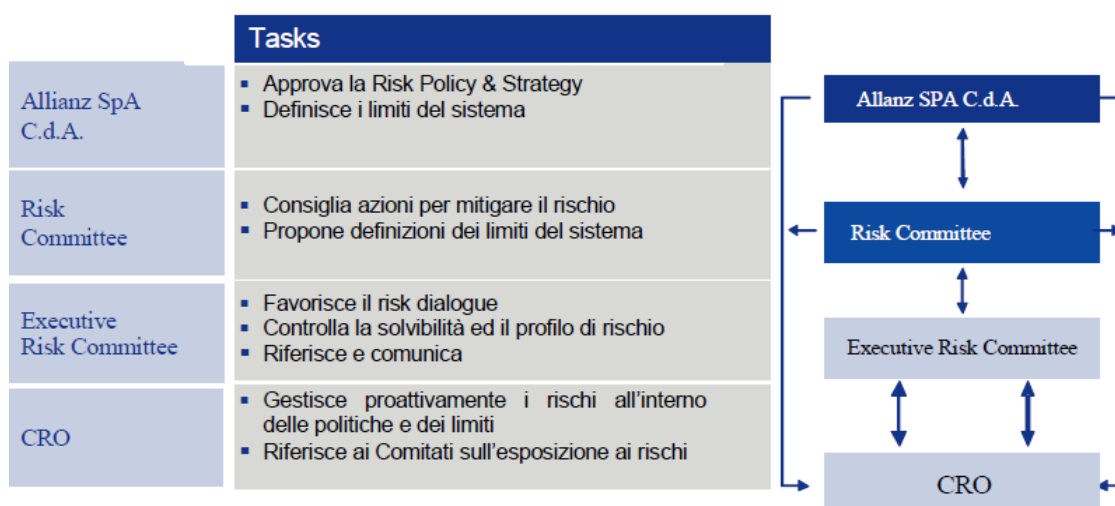 Tasks
Allianz SpA
C.d.A.
▪ Approva la Risk Policy & Strategy
▪ Definisce i limiti del sistema
Risk
Committee
▪ Consiglia azioni per mitigare il rischio
▪ Propone definizioni dei limiti del sistema
Executive
Risk Committee
▪ Favorisce il risk dialogue
▪ Controlla la solvibilità ed il profilo di rischio
▪ Riferisce e comunica
CRO
▪ Gestisce proattivamente i rischi all'interno
delle politiche e dei limiti
▪ Riferisce ai Comitati sull'esposizione ai rischi
Allanz SPA C.d.A.
Risk Committee
Executive Risk Committee
CRO